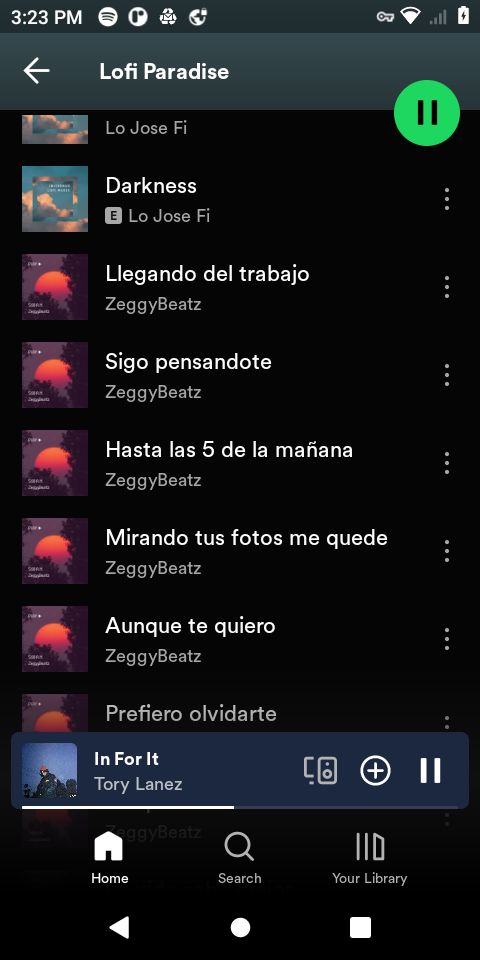 3:23 PM
Lofi Paradise
Lo Jose Fi
Darkness
E Lo Jose Fi
Llegando del trabajo
ZeggyBeatz
Sigo pensandote
ZeggyBeatz
Hasta las 5 de la mañana
ZeggyBeatz
Mirando tus fotos me quede
ZeggyBeatz
Aunque te quiero
ZeggyBeatz
Prefiero olvidarte
In For It
Tory Lanez
ZeggyBeatz
Home
Search
Your Library